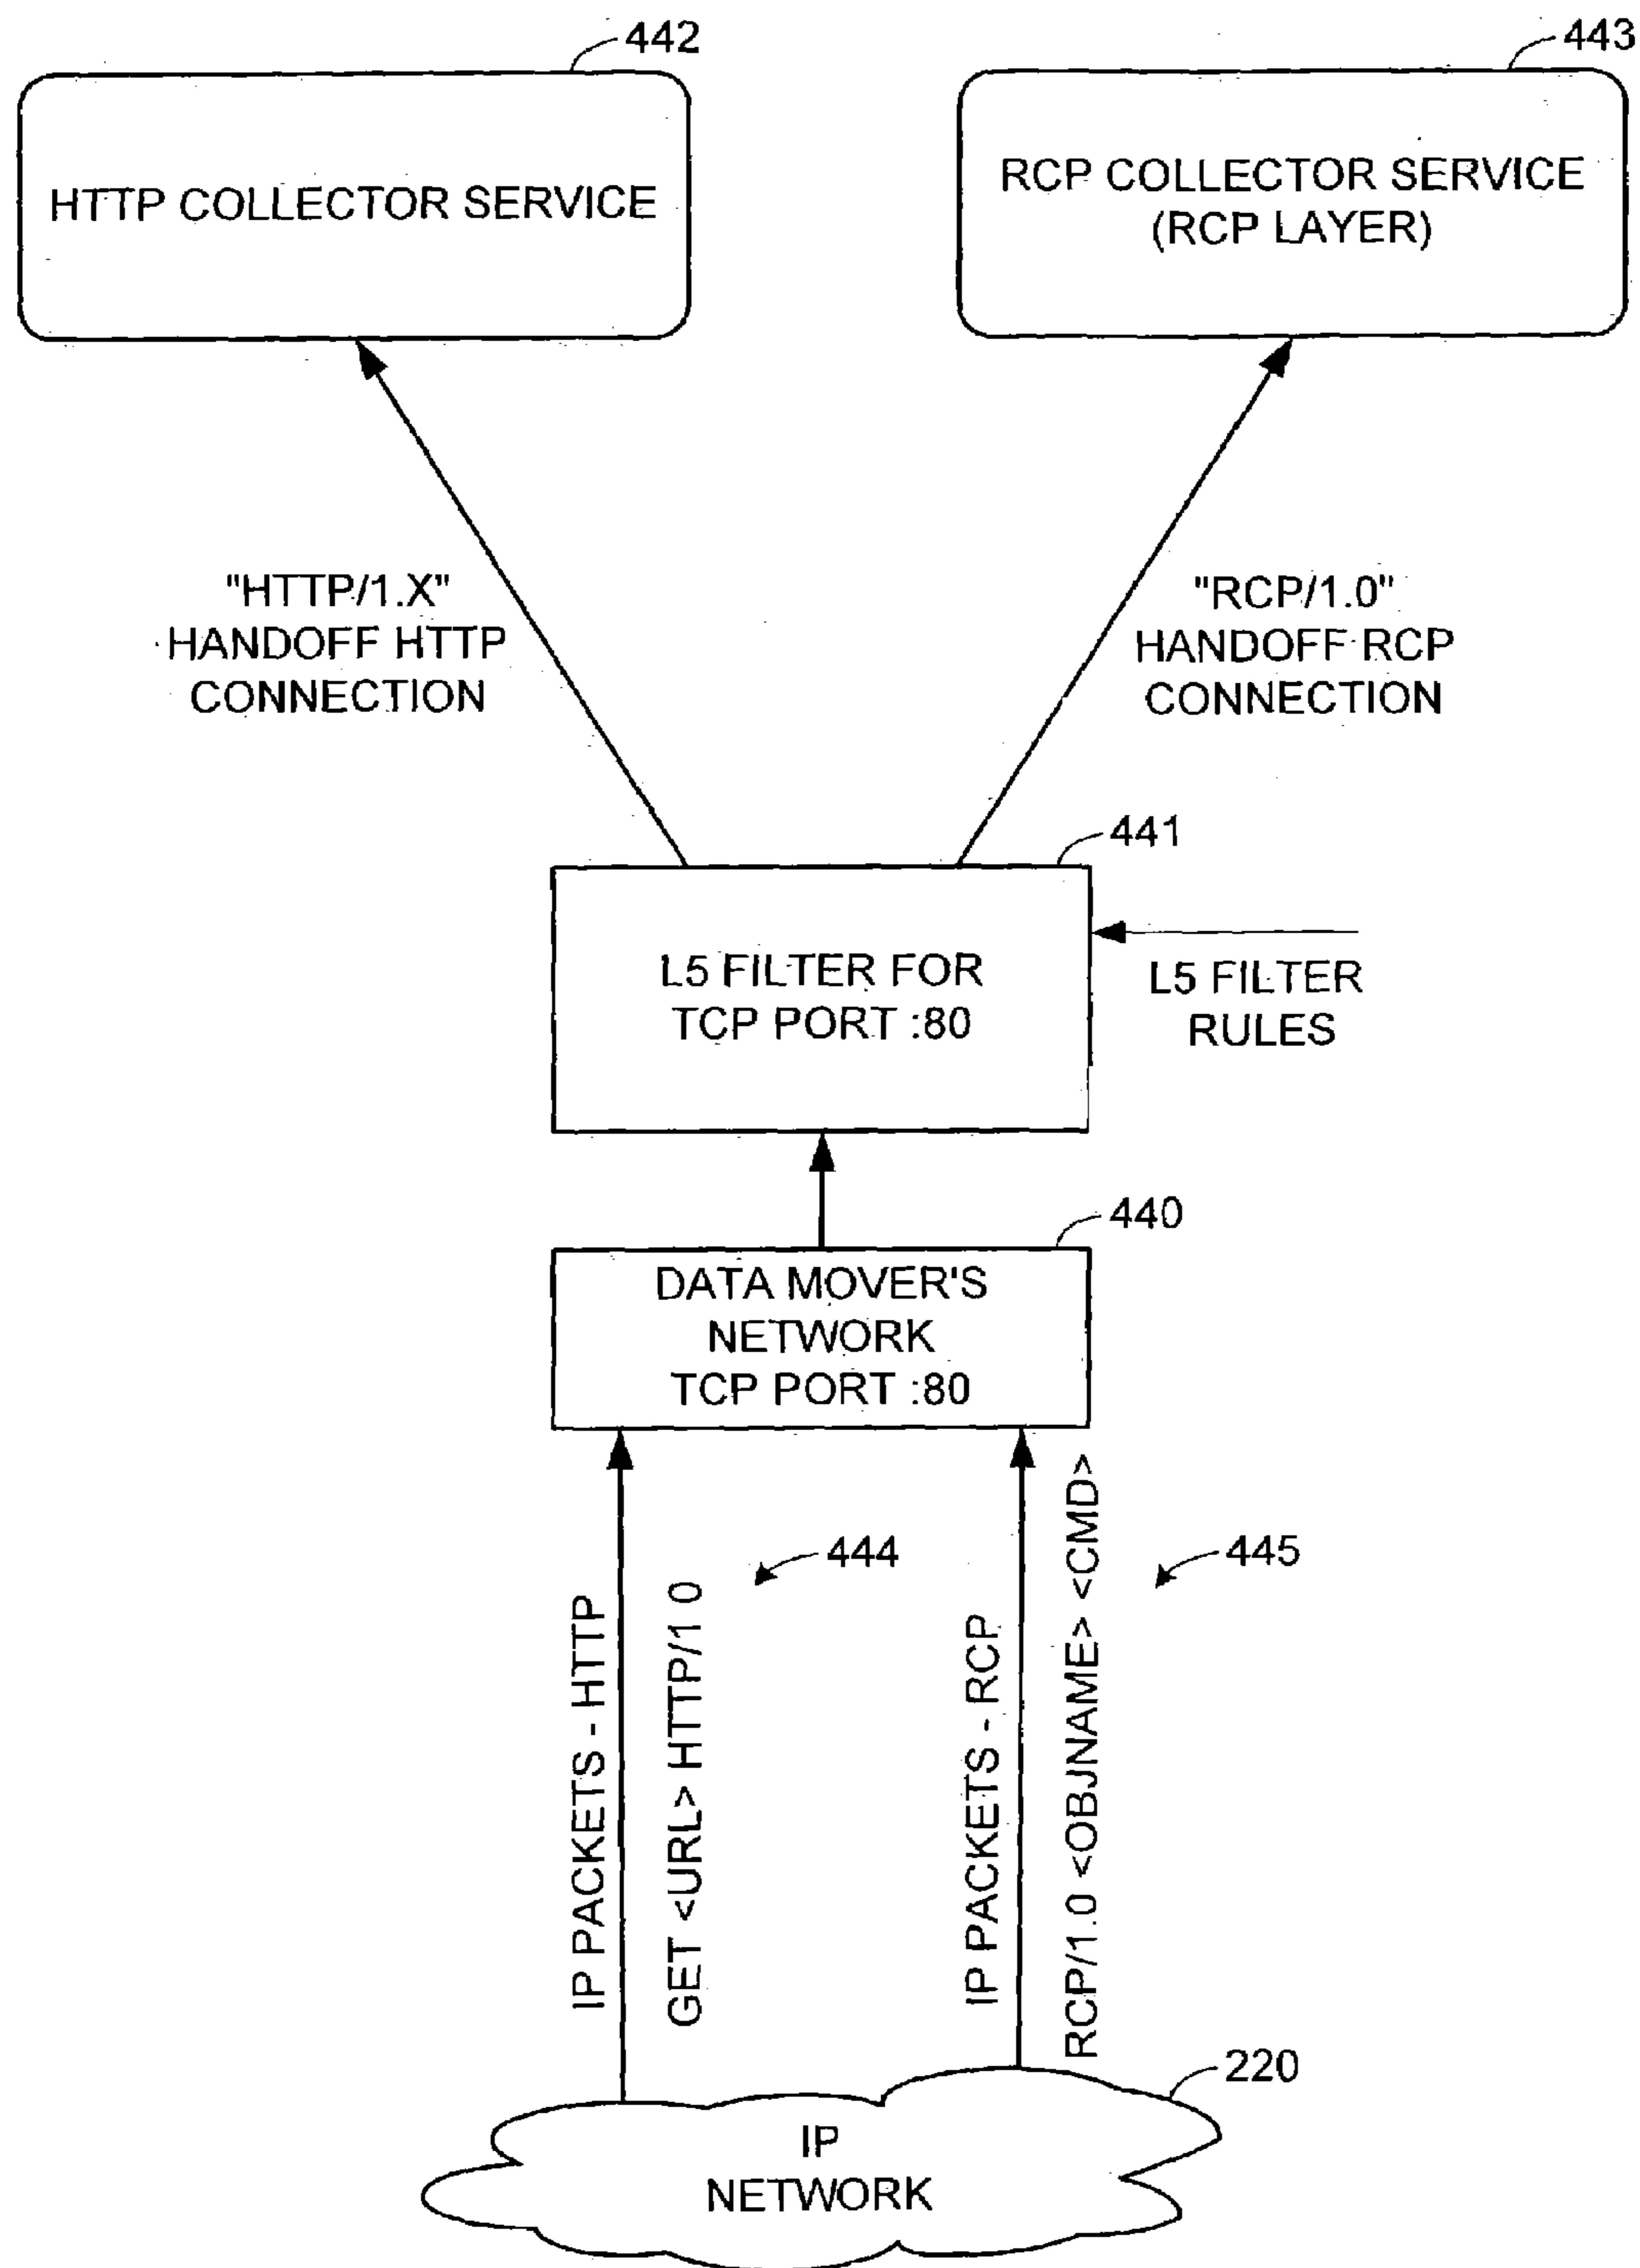 442
443
HTTP COLLECTOR SERVICE
RCP COLLECTOR SERVICE
(RCP LAYER)
"HTTP/1.X"
HANDOFF HTTP
CONNECTION
"RCP/1.0"
HANDOFF RCP
CONNECTION
441
L5 FILTER FOR
TCP PORT :80
L5 FILTER
RULES
440
DATA MOVER'S
NETWORK
TCP PORT :80
IP PACKETS - HTTP
GET <URL> HTTP/1 0
444
IP PACKETS - RCP
RCP/1.0 <OBJNAME> <CMD>
445
220
IP
NETWORK